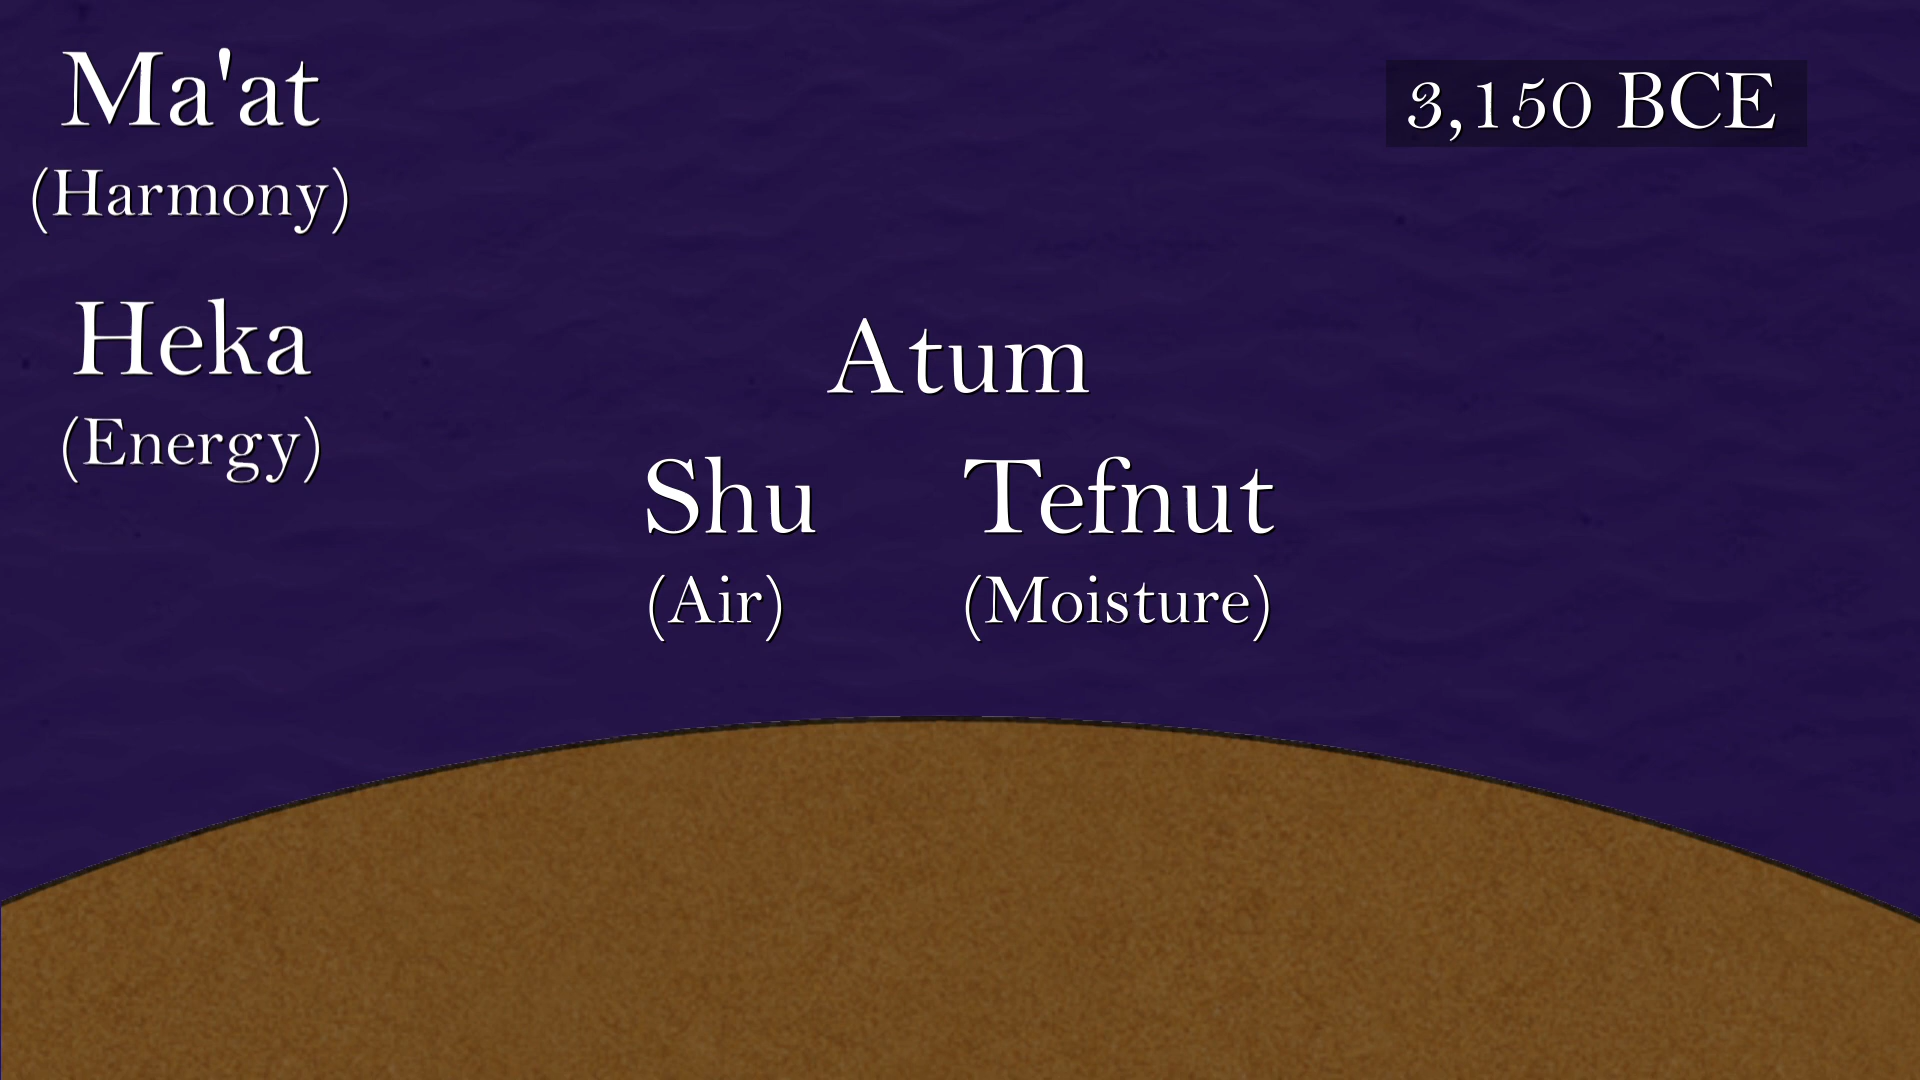 Ma'at
(Harmony)
Heka
(Energy)
3,150 BCE
Atum
Shu Tefnut
(Air) (Moisture)